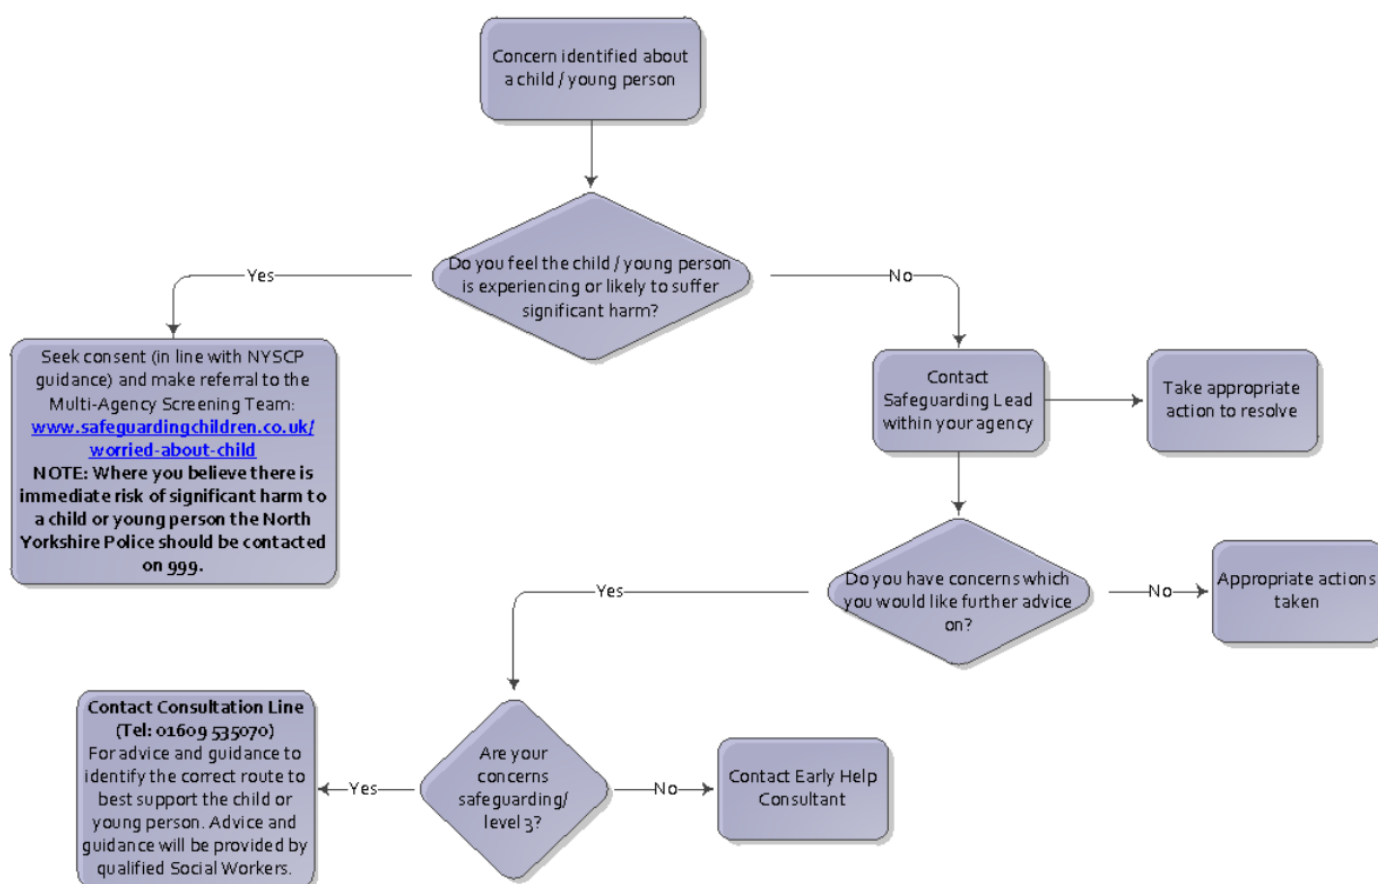 Concern identified about
a child / young person
Do you feel the child / young person
is experiencing or likely to suffer
significant harm?
Yes
No
Seek consent (in line with NYSCP
guidance) and make referral to the
Multi-Agency Screening Team:
www.safeguardingchildren.co.uk/
worried-about-child
NOTE: Where you believe there is
immediate risk of significant harm to
a child or young person the North
Yorkshire Police should be contacted
on 999.
Contact
Safeguarding Lead
within your agency
Take appropriate
action to resolve
Do you have concerns which
you would like further advice
on?
Yes
No
Appropriate actions
taken
Are your
concerns
safeguarding/
level 3?
Yes
No
Contact Consultation Line
(Tel: 01609 535070)
For advice and guidance to
identify the correct route to
best support the child or
young person. Advice and
guidance will be provided by
qualified Social Workers.
Contact Early Help
Consultant